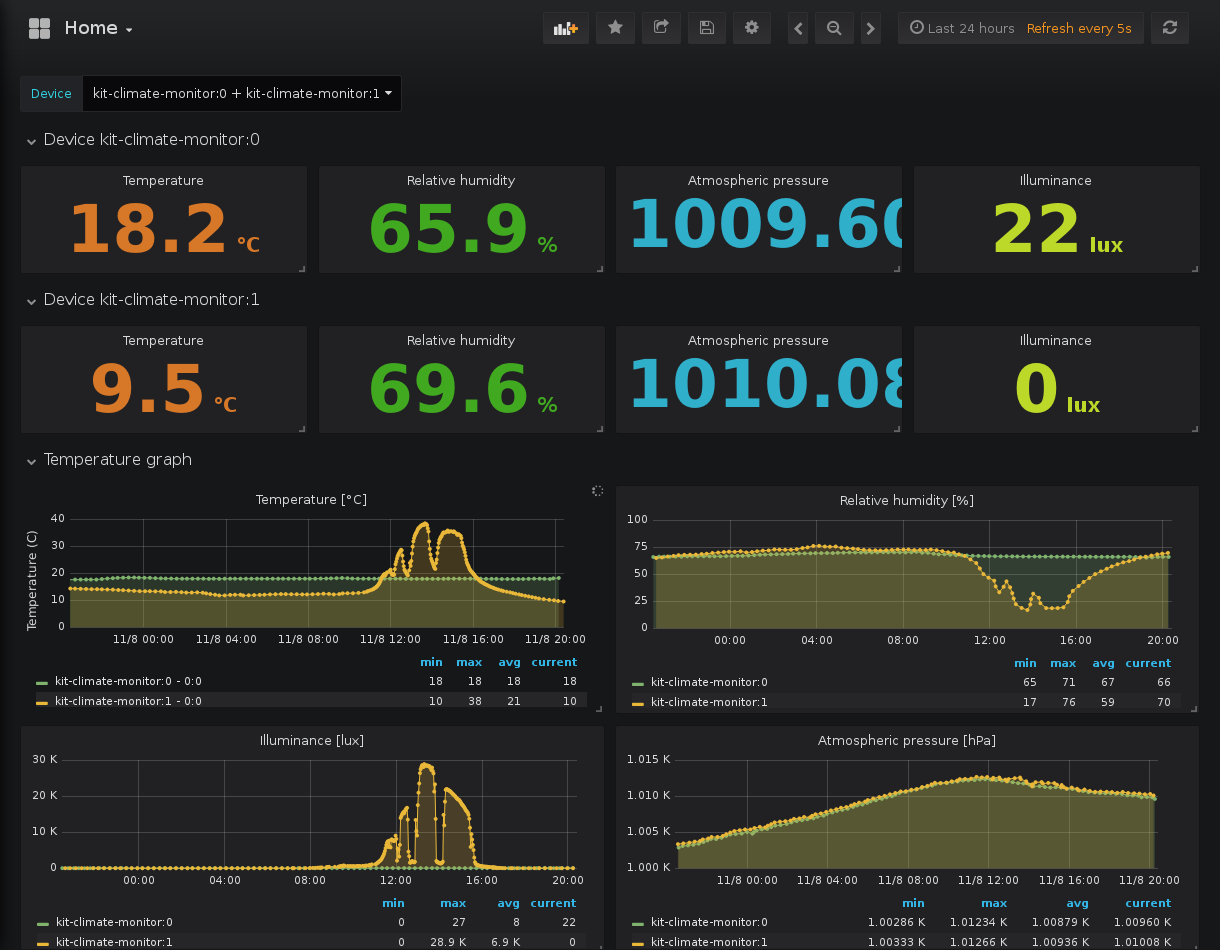 Home
Last 24 hours Refresh every 5s
Device kit-climate-monitor:0 + kit-climate-monitor:1
Device kit-climate-monitor:0
Temperature Relative humidity Atmospheric pressure Illuminance
18.2 °C 65.9 % 1009.60 22 lux
Device kit-climate-monitor:1
Temperature Relative humidity Atmospheric pressure Illuminance
9.5 °C 69.6 % 1010.08 0 lux
Temperature graph
Temperature [°C]
Temperature (C)
40
30
20
10
0
11/8 00:00 11/8 04:00 11/8 08:00 11/8 12:00 11/8 16:00 11/8 20:00
min max avg current
kit-climate-monitor:0 - 0:0 18 18 18 18
kit-climate-monitor:1 - 0:0 10 38 21 10
Relative humidity [%]
100
75
50
25
0
00:00 04:00 08:00 12:00 16:00 20:00
min max avg current
kit-climate-monitor:0 65 71 67 66
kit-climate-monitor:1 17 76 59 70
Illuminance [lux]
30 K
20 K
10 K
0
00:00 04:00 08:00 12:00 16:00 20:00
min max avg current
kit-climate-monitor:0 0 27 8 22
kit-climate-monitor:1 0 28.9 K 6.9 K 0
Atmospheric pressure [hPa]
1.015 K
1.010 K
1.005 K
1.000 K
11/8 00:00 11/8 04:00 11/8 08:00 11/8 12:00 11/8 16:00 11/8 20:00
min max avg current
kit-climate-monitor:0 1.00286 K 1.01234 K 1.00879 K 1.00960 K
kit-climate-monitor:1 1.00333 K 1.01266 K 1.00936 K 1.01008 K